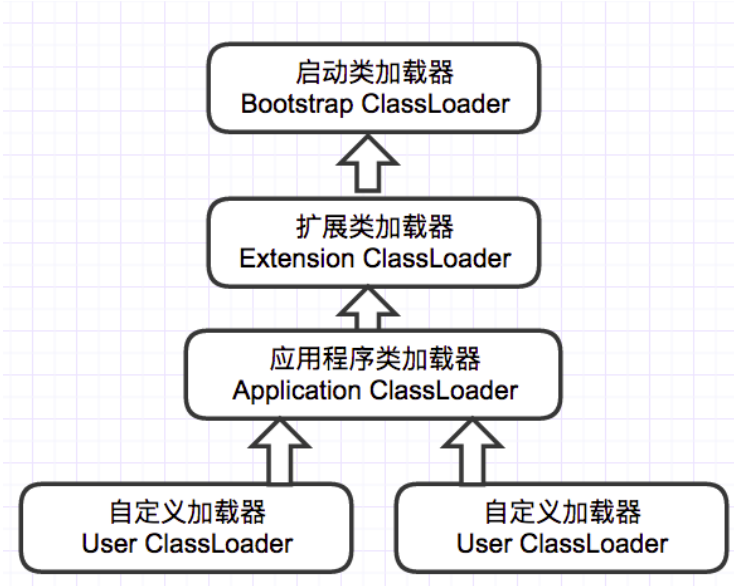 启动类加载器
Bootstrap ClassLoader
扩展类加载器
Extension ClassLoader
应用程序类加载器
Application ClassLoader
自定义加载器
User ClassLoader
自定义加载器
User ClassLoader